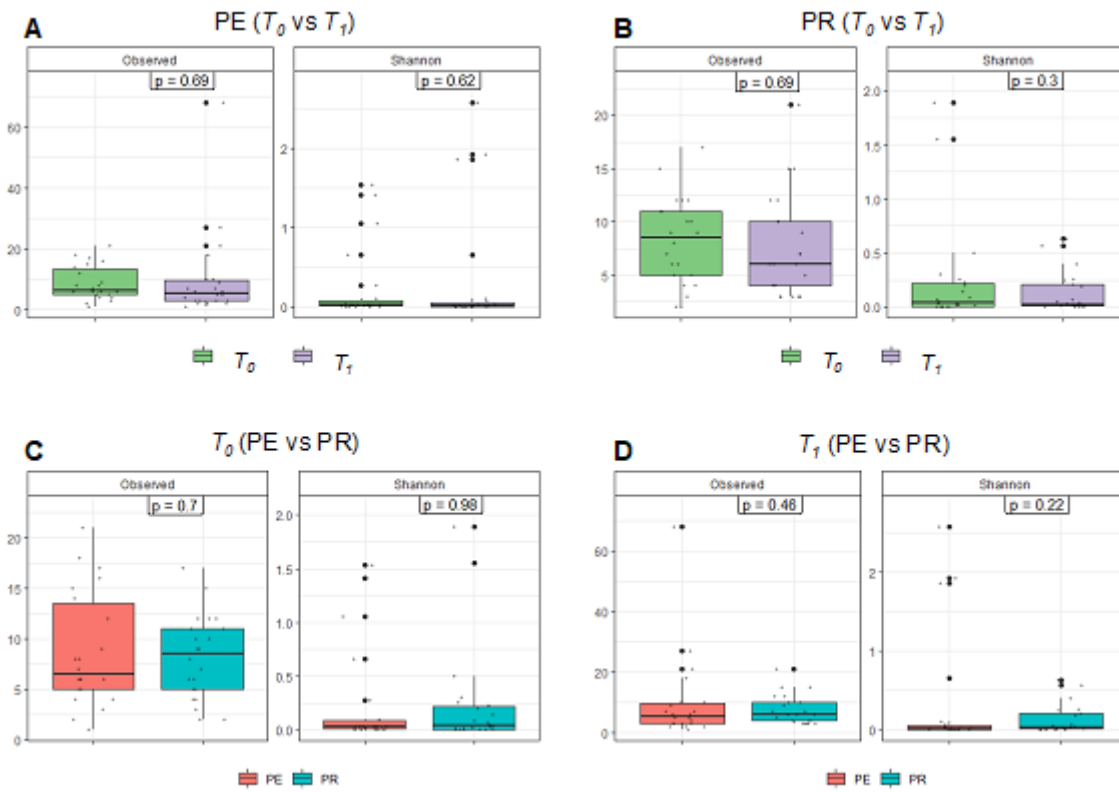 A
PE (T0 vs T1)
Observed
Shannon
p = 0.69
p = 0.62
60
40
20
0
2
1
0
T0
T1
B
PR (T0 vs T1)
Observed
Shannon
p = 0.69
p = 0.3
20
15
10
5
2.0
1.5
1.0
0.5
0.0
T0
T1
C
T0 (PE vs PR)
Observed
Shannon
p = 0.7
p = 0.98
20
15
10
5
0
2.0
1.5
1.0
0.5
0.0
PE
PR
D
T1 (PE vs PR)
Observed
Shannon
p = 0.46
p = 0.22
60
40
20
0
2
1
0
PE
PR